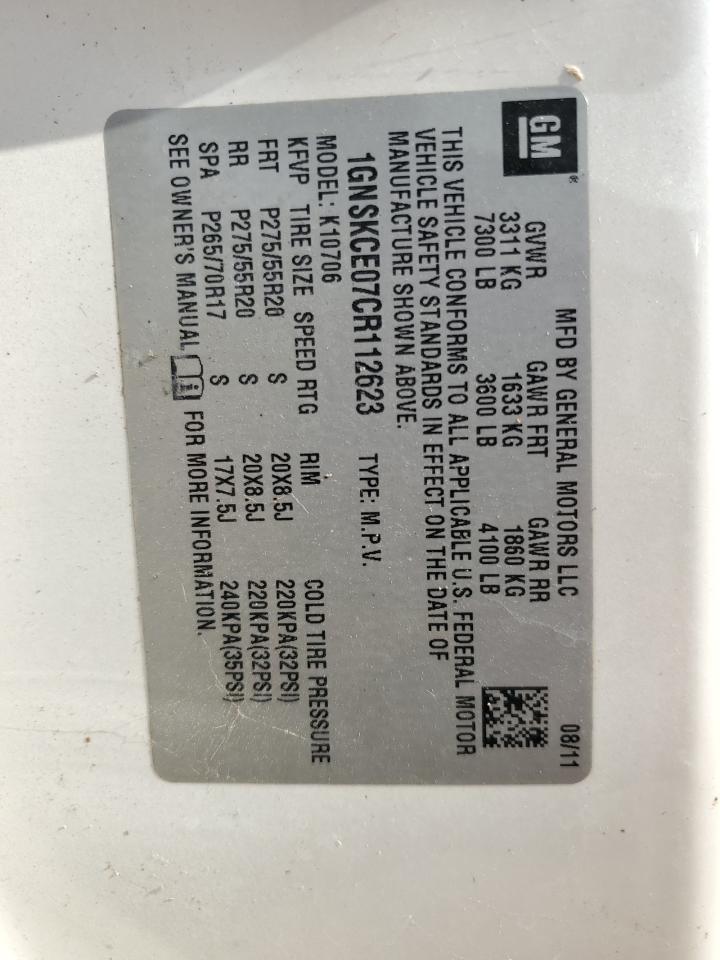 GM®
MFD BY GENERAL MOTORS LLC 08/11
GVWR GAWR FRT GAWR RR
3311 KG 1633 KG 1860 KG
7300 LB 3600 LB 4100 LB
THIS VEHICLE CONFORMS TO ALL APPLICABLE U.S. FEDERAL MOTOR
VEHICLE SAFETY STANDARDS IN EFFECT ON THE DATE OF
MANUFACTURE SHOWN ABOVE.
1GNSKCE07CR112623 TYPE: M.P.V.
MODEL: K10706
KFVP TIRE SIZE SPEED RTG RIM COLD TIRE PRESSURE
FRT P275/55R20 S 20X8.5J 220KPA(32PSI)
RR P275/55R20 S 20X8.5J 220KPA(32PSI)
SPA P265/70R17 S 17X7.5J 240KPA(35PSI)
SEE OWNER'S MANUAL FOR MORE INFORMATION.